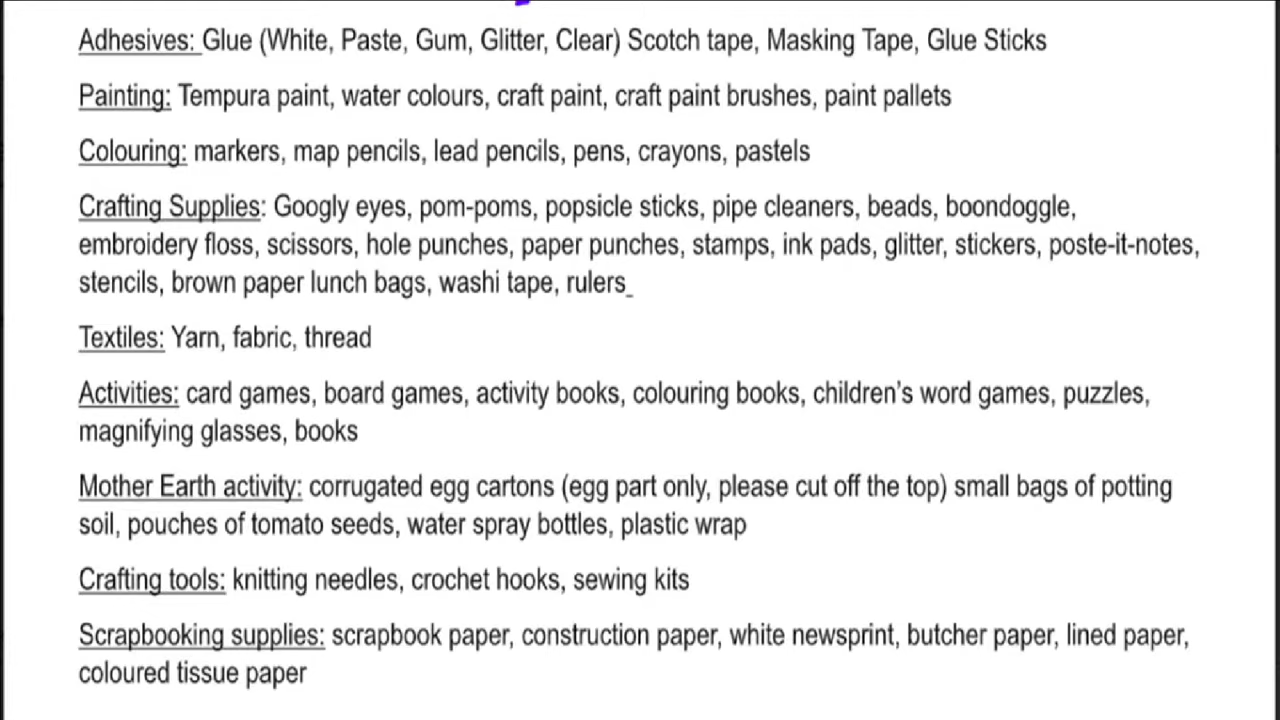 Adhesives: Glue (White, Paste, Gum, Glitter, Clear) Scotch tape, Masking Tape, Glue Sticks
Painting: Tempura paint, water colours, craft paint, craft paint brushes, paint pallets
Colouring: markers, map pencils, lead pencils, pens, crayons, pastels
Crafting Supplies: Googly eyes, pom-poms, popsicle sticks, pipe cleaners, beads, boondoggle,
embroidery floss, scissors, hole punches, paper punches, stamps, ink pads, glitter, stickers, poste-it-notes,
stencils, brown paper lunch bags, washi tape, rulers
Textiles: Yarn, fabric, thread
Activities: card games, board games, activity books, colouring books, children's word games, puzzles,
magnifying glasses, books
Mother Earth activity: corrugated egg cartons (egg part only, please cut off the top) small bags of potting
soil, pouches of tomato seeds, water spray bottles, plastic wrap
Crafting tools: knitting needles, crochet hooks, sewing kits
Scrapbooking supplies: scrapbook paper, construction paper, white newsprint, butcher paper, lined paper,
coloured tissue paper